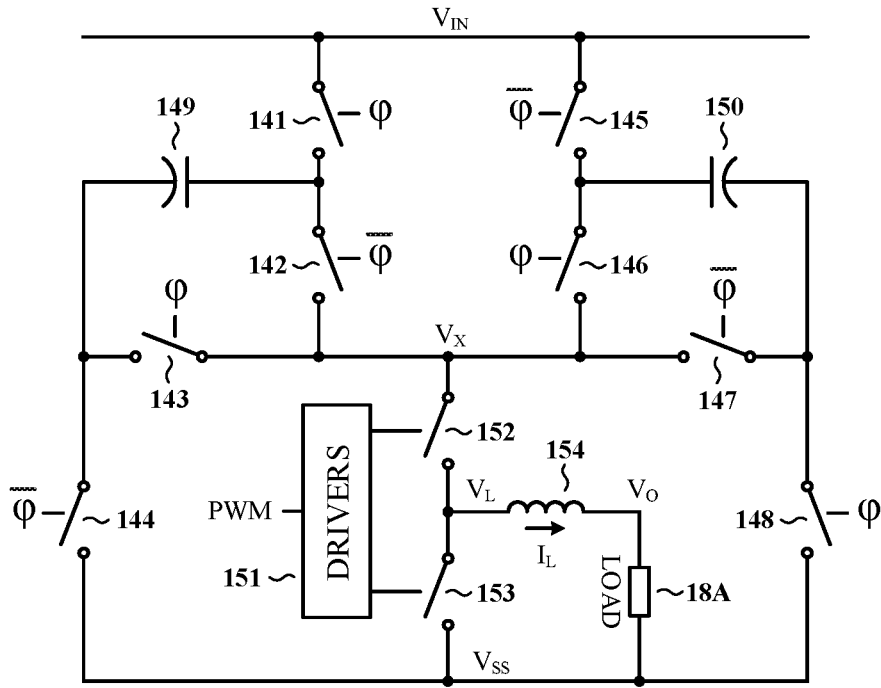 V_IN
149
141
φ
φ̅
145
150
142
φ̅
φ
146
φ
φ̅
V_X
143
147
152
154
DRIVERS
PWM
V_L
V_O
φ̅
144
148
φ
I_L
151
153
LOAD
18A
V_SS